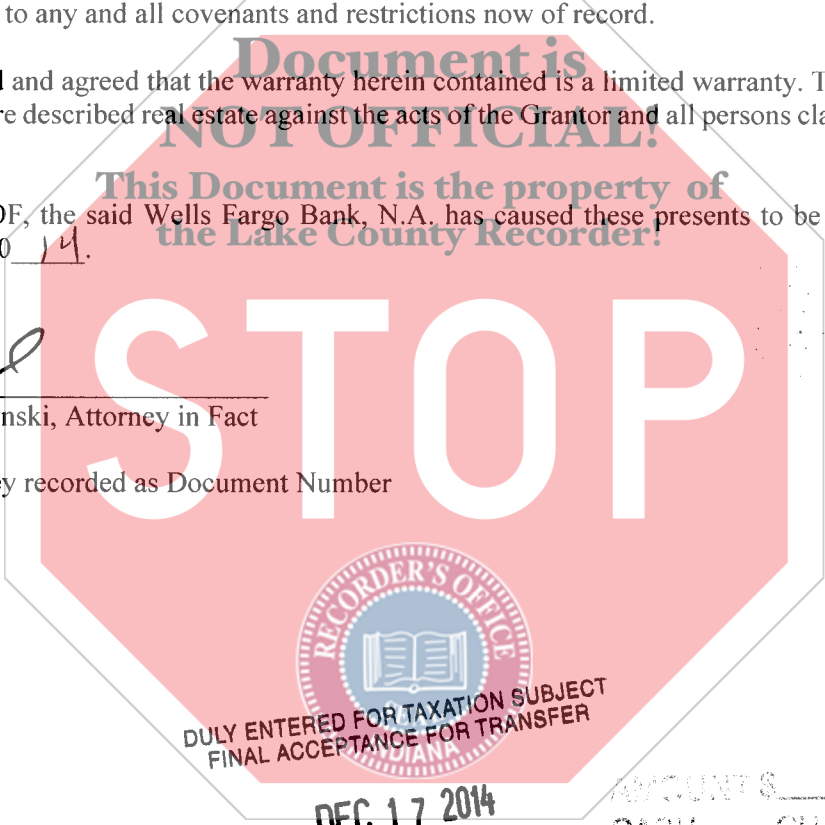 to any and all covenants and restrictions now of record.
Document is
and agreed that the warranty herein contained is a limited warranty.
NOT OFFICIAL!
described real estate against the acts of the Grantor and all persons
This Document is the property of
OF, the said Wells Fargo Bank, N.A. has caused these presents to be
the Lake County Recorder!
0 14.
STOP
nski, Attorney in Fact
y recorded as Document Number
RECORDER'S OFFICE
INDIANA
DULY ENTERED FOR TAXATION SUBJECT
FINAL ACCEPTANCE FOR TRANSFER
DEC 17 2014
AMOUNT $